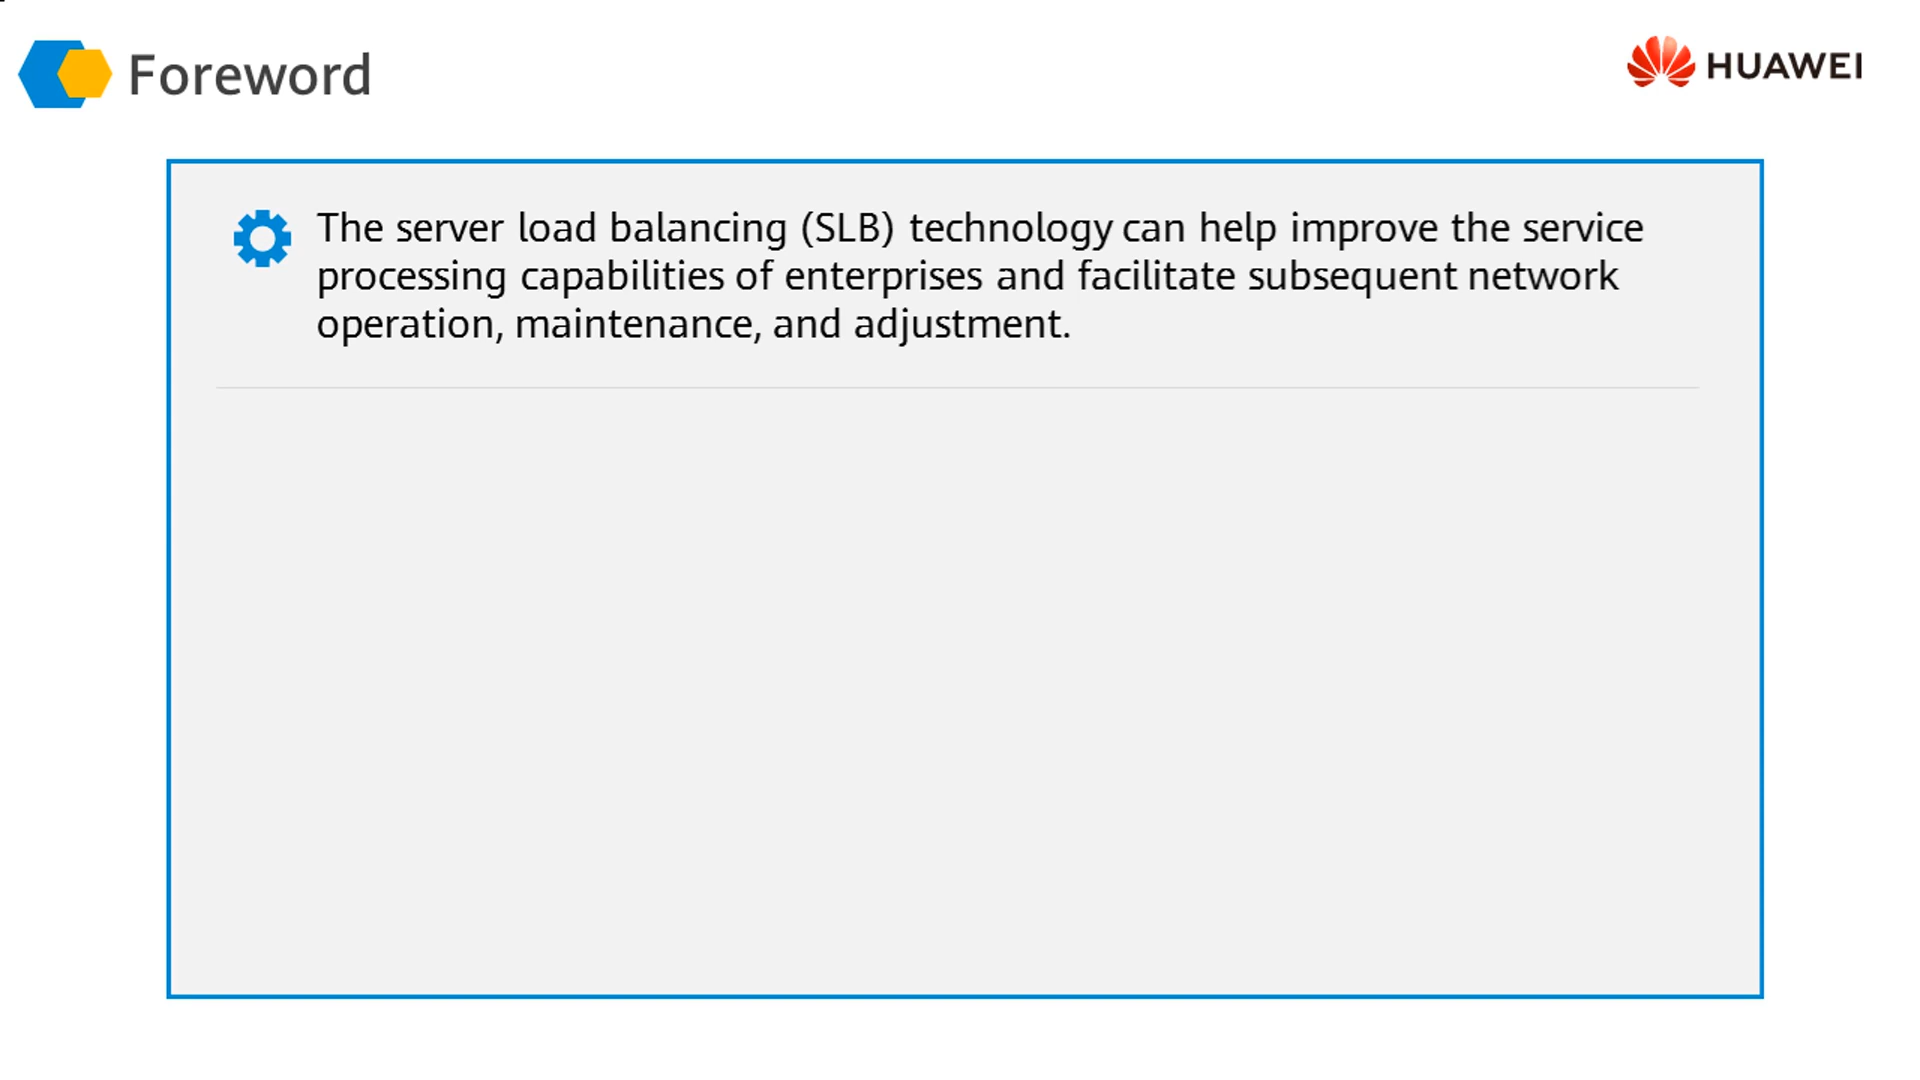 Foreword
HUAWEI
The server load balancing (SLB) technology can help improve the service
processing capabilities of enterprises and facilitate subsequent network
operation, maintenance, and adjustment.